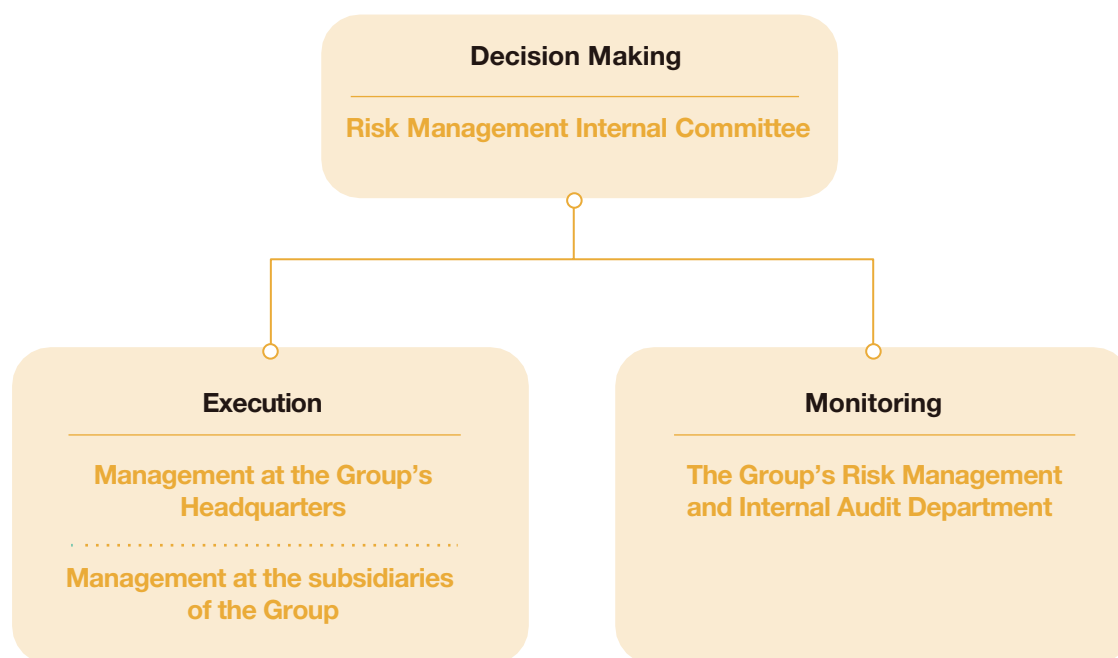 Decision Making
Risk Management Internal Committee
Execution
Management at the Group’s
Headquarters
Management at the subsidiaries
of the Group
Monitoring
The Group’s Risk Management
and Internal Audit Department